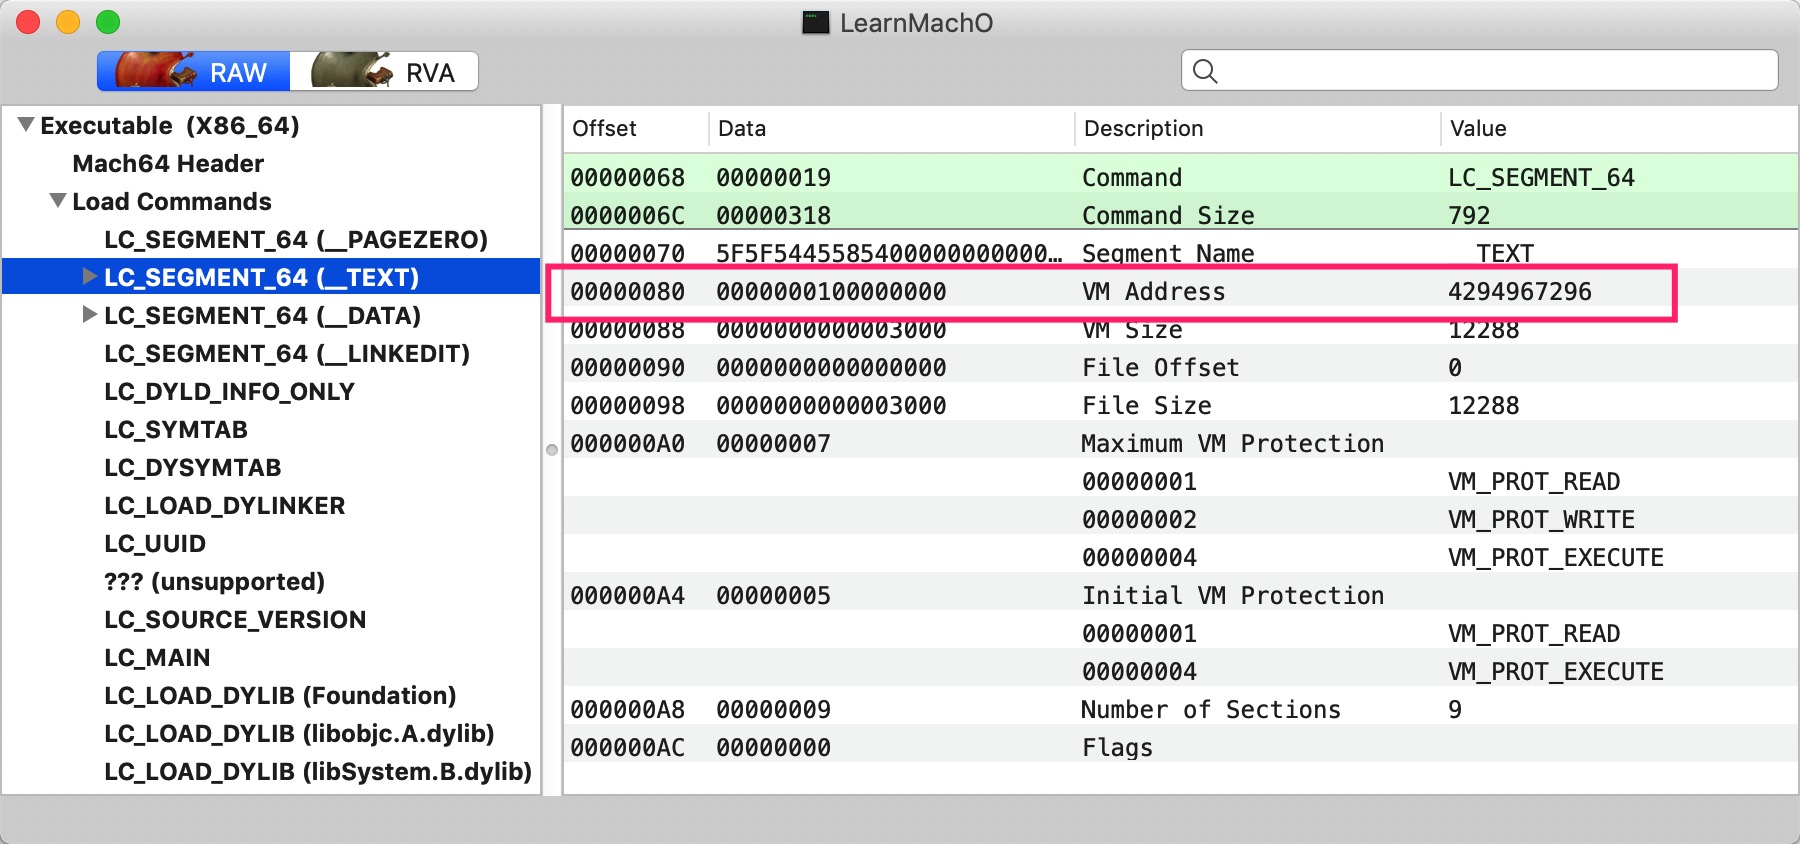 LearnMachO
RAW RVA
Executable (X86_64)
Mach64 Header
Load Commands
LC_SEGMENT_64 (__PAGEZERO)
LC_SEGMENT_64 (__TEXT)
LC_SEGMENT_64 (__DATA)
LC_SEGMENT_64 (__LINKEDIT)
LC_DYLD_INFO_ONLY
LC_SYMTAB
LC_DYSYMTAB
LC_LOAD_DYLINKER
LC_UUID
??? (unsupported)
LC_SOURCE_VERSION
LC_MAIN
LC_LOAD_DYLIB (Foundation)
LC_LOAD_DYLIB (libobjc.A.dylib)
LC_LOAD_DYLIB (libSystem.B.dylib)
Offset Data Description Value
00000068 00000019 Command LC_SEGMENT_64
0000006C 00000318 Command Size 792
00000070 5F5F5445585400000000000… Segment Name __TEXT
00000080 0000000100000000 VM Address 4294967296
00000088 0000000000003000 VM Size 12288
00000090 0000000000000000 File Offset 0
00000098 0000000000003000 File Size 12288
000000A0 00000007 Maximum VM Protection
00000001 VM_PROT_READ
00000002 VM_PROT_WRITE
00000004 VM_PROT_EXECUTE
000000A4 00000005 Initial VM Protection
00000001 VM_PROT_READ
00000004 VM_PROT_EXECUTE
000000A8 00000009 Number of Sections 9
000000AC 00000000 Flags